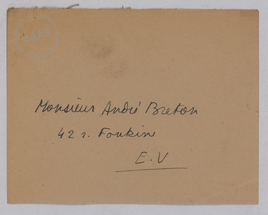 Monsieur André Breton
42 r. Fontaine
E.V